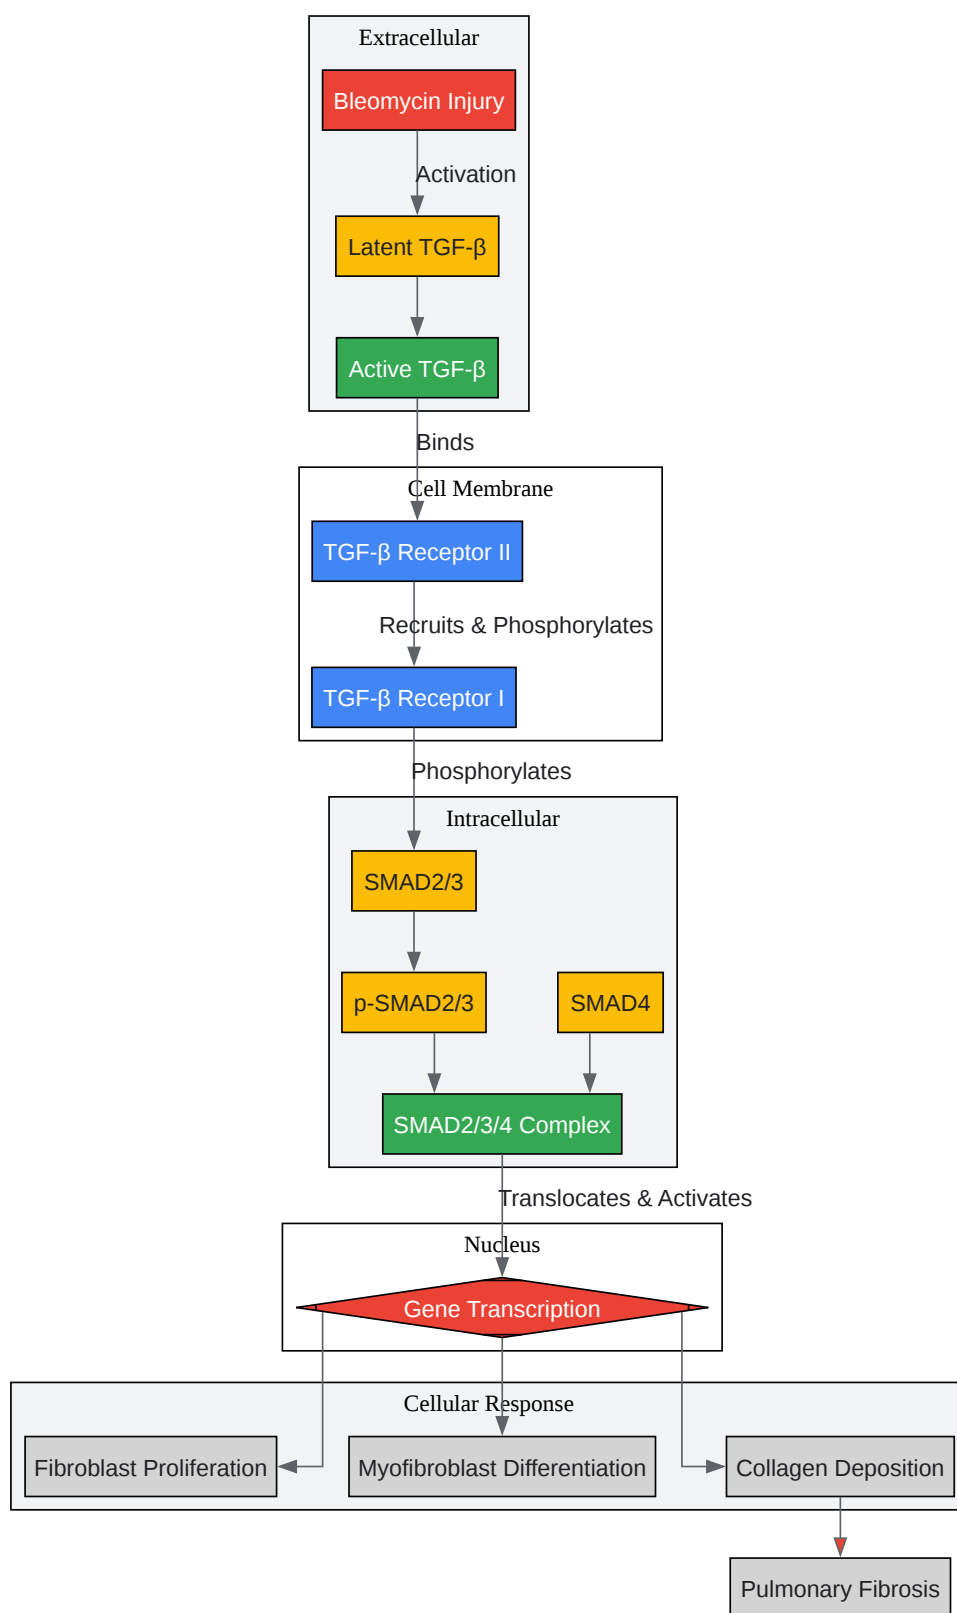 Extracellular
Bleomycin Injury
Activation
Latent TGF-β
Active TGF-β
Binds
Cell Membrane
TGF-β Receptor II
Recruits & Phosphorylates
TGF-β Receptor I
Phosphorylates
Intracellular
SMAD2/3
p-SMAD2/3
SMAD4
SMAD2/3/4 Complex
Translocates & Activates
Nucleus
Gene Transcription
Cellular Response
Fibroblast Proliferation
Myofibroblast Differentiation
Collagen Deposition
Pulmonary Fibrosis